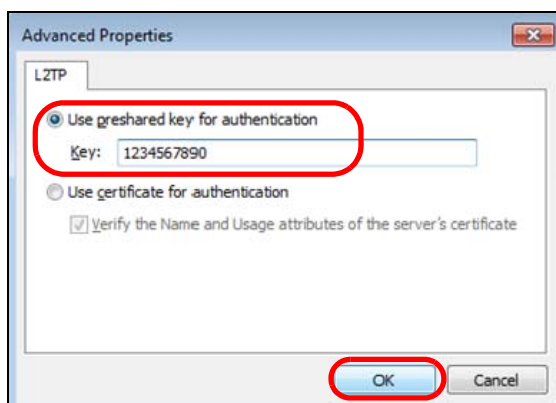 Advanced Properties
L2TP
Use preshared key for authentication
Key: 1234567890
Use certificate for authentication
Verify the Name and Usage attributes of the server's certificate
OK Cancel